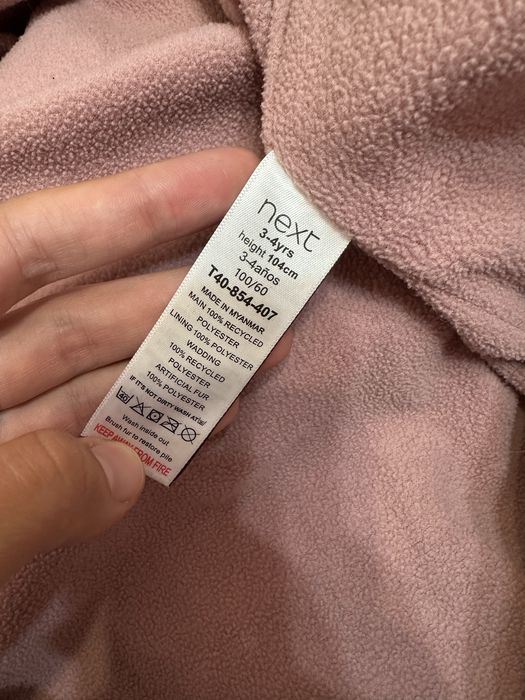 next
3-4yrs
height 104cm
3-4años
100/60
T40-854-407
MADE IN MYANMAR
MAIN 100% RECYCLED
POLYESTER
LINING 100% POLYESTER
WADDING
100% RECYCLED
POLYESTER
ARTIFICIAL FUR
100% POLYESTER
IF IT'S NOT DIRTY WASH AT
40
Wash inside out
Brush fur to restore pile
KEEP AWAY FROM FIRE